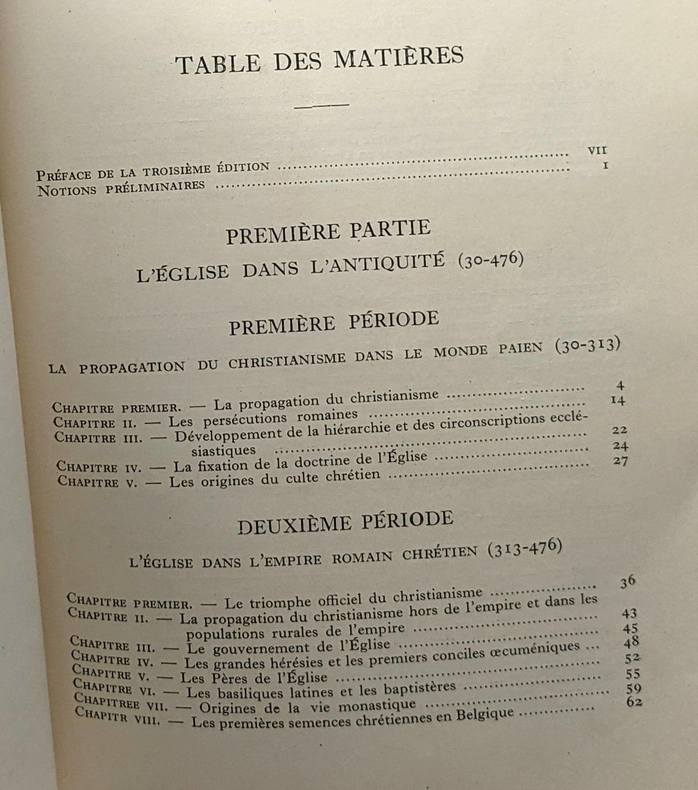 TABLE DES MATIÈRES
PRÉFACE DE LA TROISIÈME ÉDITION ........................................ VII
NOTIONS PRÉLIMINAIRES ........................................ 1
PREMIÈRE PARTIE
L'ÉGLISE DANS L'ANTIQUITÉ (30-476)
PREMIÈRE PÉRIODE
LA PROPAGATION DU CHRISTIANISME DANS LE MONDE PAIEN (30-313)
CHAPITRE PREMIER. — La propagation du christianisme .................... 4
CHAPITRE II. — Les persécutions romaines .................... 14
CHAPITRE III. — Développement de la hiérarchie et des circonscriptions ecclé-
siastiques .................... 22
CHAPITRE IV. — La fixation de la doctrine de l'Église .................... 24
CHAPITRE V. — Les origines du culte chrétien .................... 27
DEUXIÈME PÉRIODE
L'ÉGLISE DANS L'EMPIRE ROMAIN CHRÉTIEN (313-476)
CHAPITRE PREMIER. — Le triomphe officiel du christianisme .................... 36
CHAPITRE II. — La propagation du christianisme hors de l'empire et dans les
populations rurales de l'empire .................... 43
CHAPITRE III. — Le gouvernement de l'Église .................... 45
CHAPITRE IV. — Les grandes hérésies et les premiers conciles œcuméniques ... 48
CHAPITRE V. — Les Pères de l'Église .................... 52
CHAPITRE VI. — Les basiliques latines et les baptistères .................... 55
CHAPITREE VII. — Origines de la vie monastique .................... 59
CHAPITR VIII. — Les premières semences chrétiennes en Belgique ............... 62